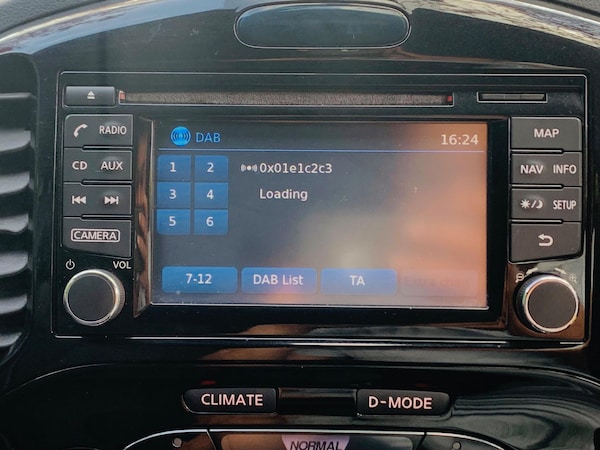 RADIO
CD AUX
CAMERA
VOL
DAB 16:24
1 2
3 4
5 6
0x01e1c2c3
Loading
7-12 DAB List TA
MAP
NAV INFO
SETUP
CLIMATE D-MODE
NORMAL